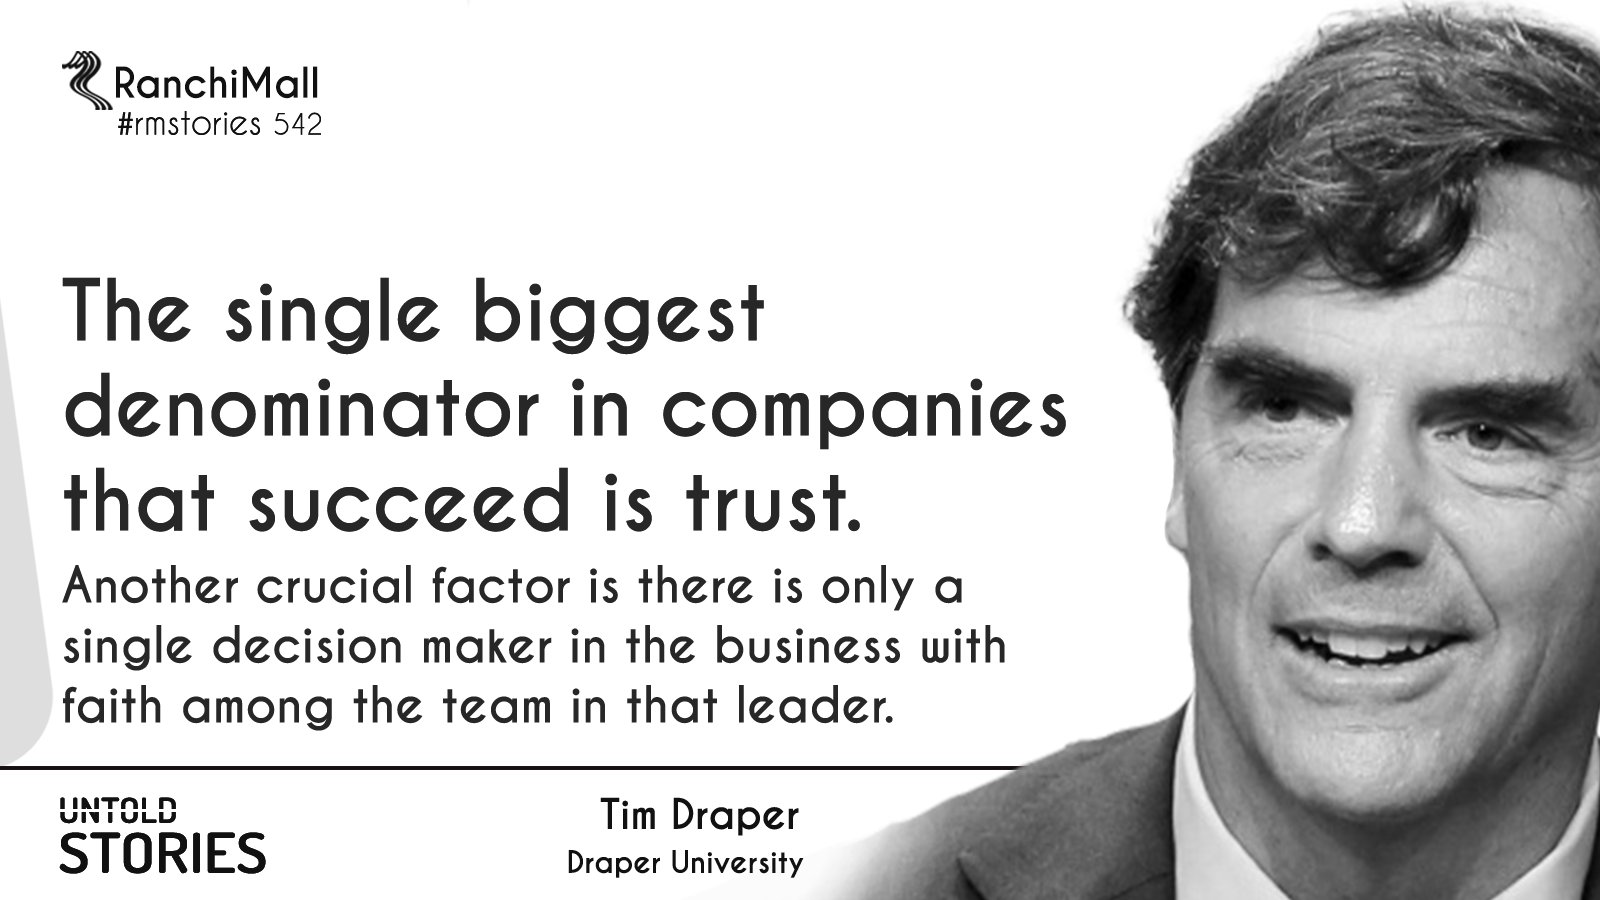 RanchiMall
#rmstories 542
The single biggest
denominator in companies
that succeed is trust.
Another crucial factor is there is only a
single decision maker in the business with
faith among the team in that leader.
UNTOLD
STORIES
Tim Draper
Draper University